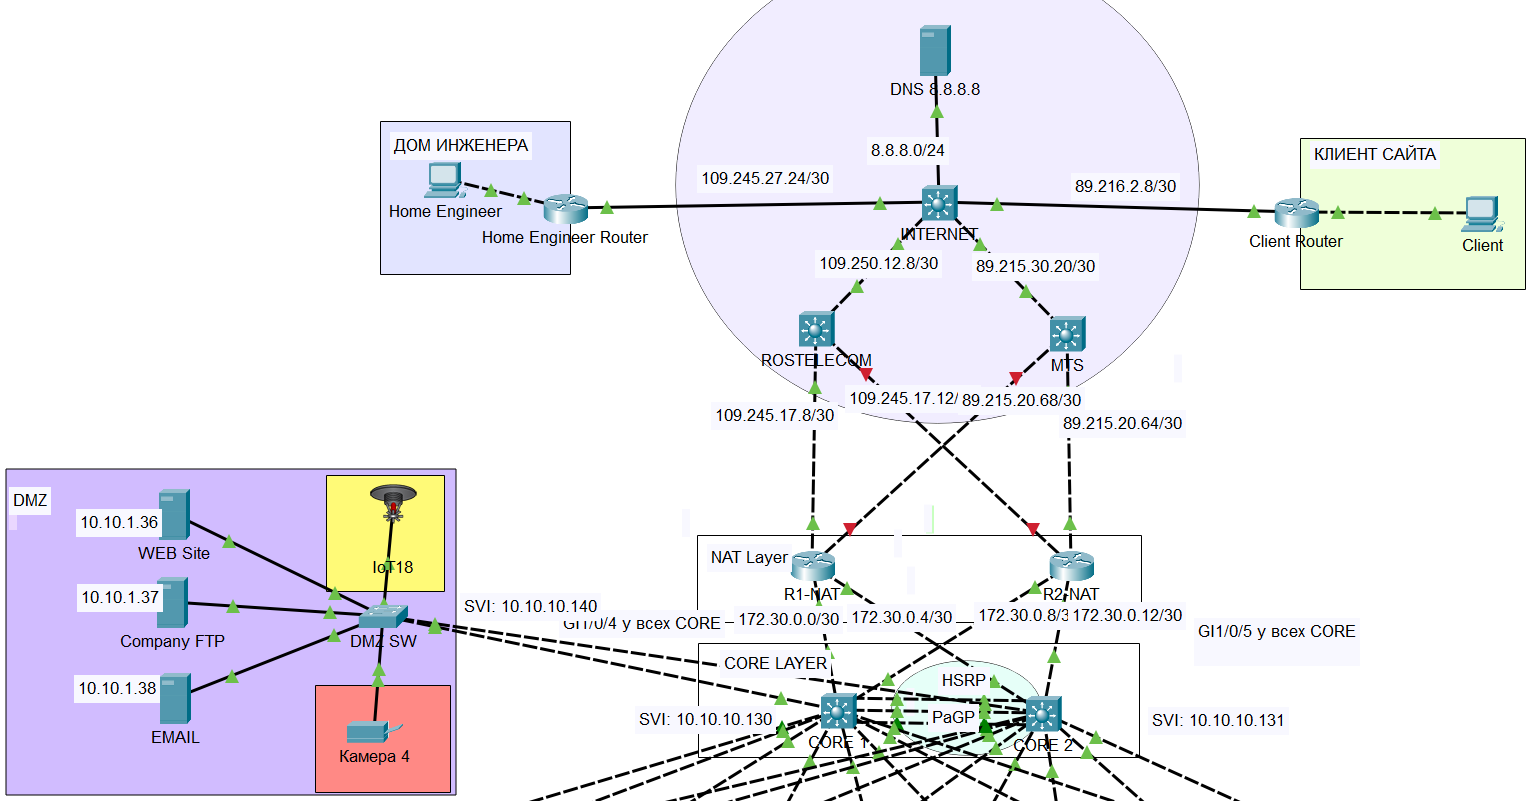 DNS 8.8.8.8
8.8.8.0/24
ДОМ ИНЖЕНЕРА
Home Engineer
Home Engineer Router
109.245.27.24/30
89.216.2.8/30
INTERNET
КЛИЕНТ САЙТА
Client Router
Client
109.250.12.8/30
89.215.30.20/30
ROSTELECOM
MTS
109.245.17.8/30
109.245.17.12/
89.215.20.68/30
89.215.20.64/30
DMZ
10.10.1.36
WEB Site
10.10.1.37
Company FTP
10.10.1.38
EMAIL
IoT18
DMZ SW
Камера 4
SVI: 10.10.10.140
GI1/0/4 у всех CORE
NAT Layer
R1-NAT
R2-NAT
172.30.0.0/30
172.30.0.4/30
172.30.0.8/3
172.30.0.12/30
GI1/0/5 у всех CORE
CORE LAYER
HSRP
PaGP
SVI: 10.10.10.130
CORE 1
CORE 2
SVI: 10.10.10.131